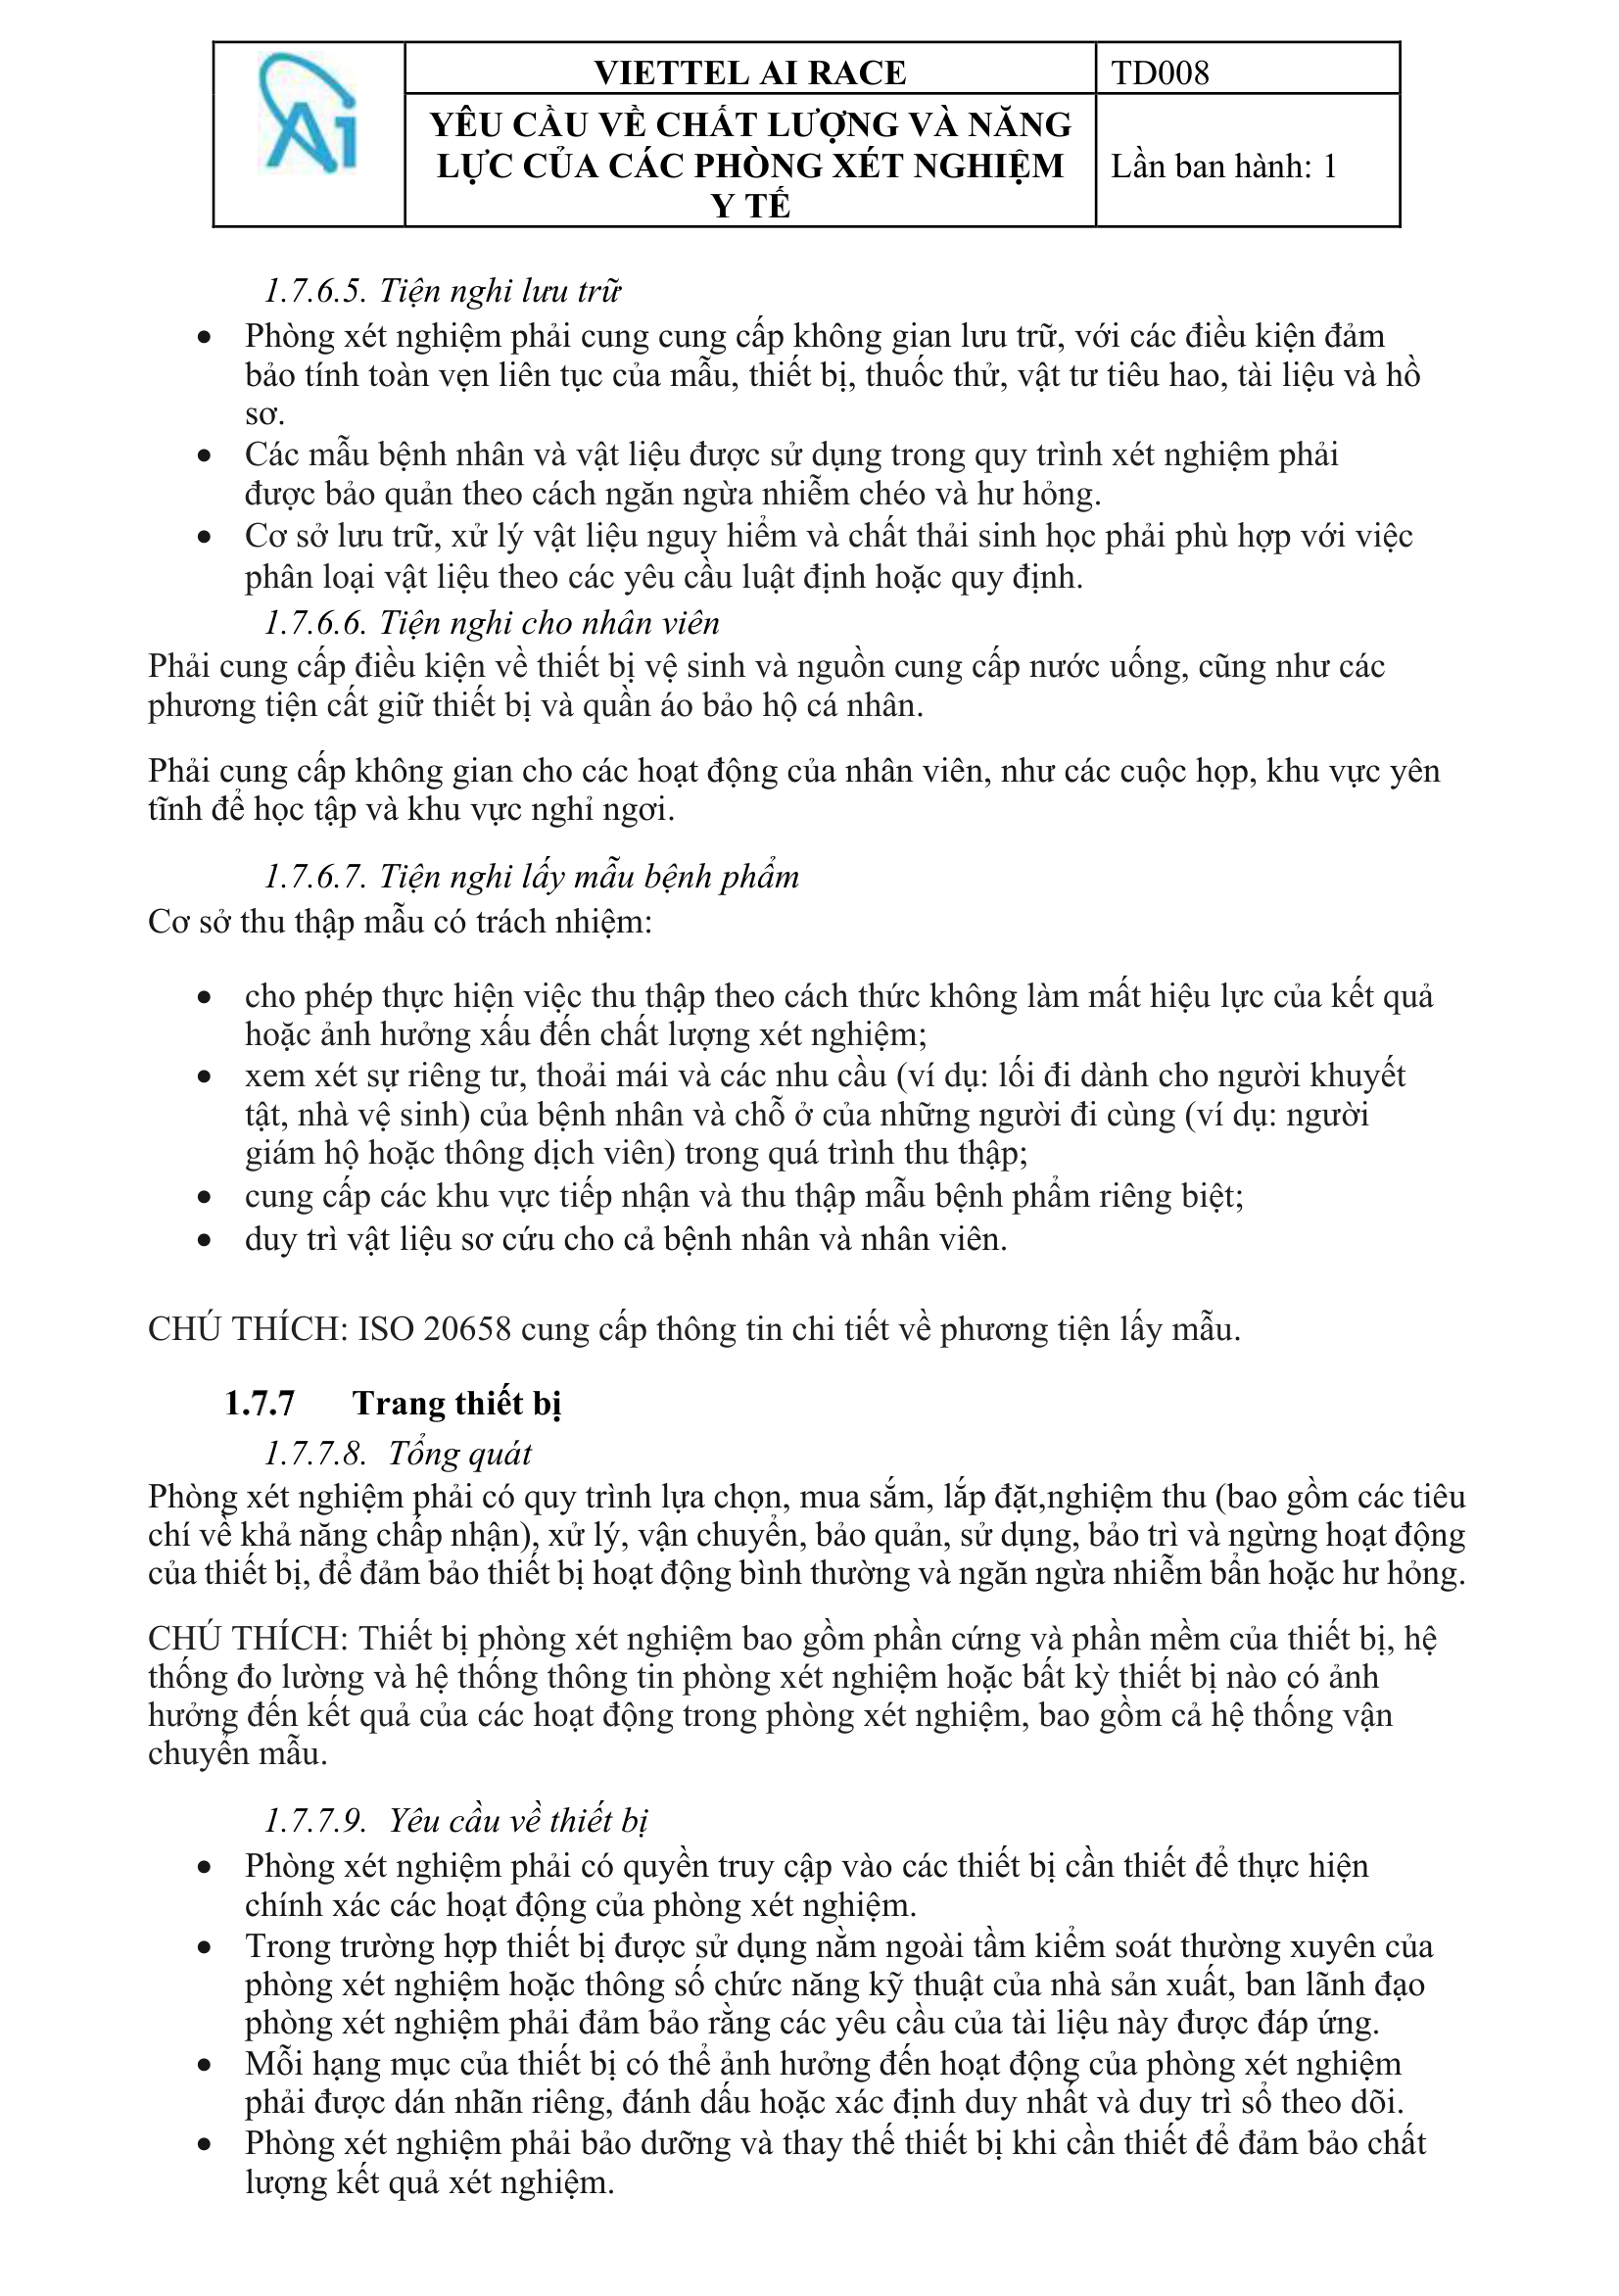 Ai
VIETTEL AI RACE
TD008
YÊU CẦU VỀ CHẤT LƯỢNG VÀ NĂNG
LỰC CỦA CÁC PHÒNG XÉT NGHIỆM
Y TẾ
Lần ban hành: 1
1.7.6.5. Tiện nghi lưu trữ
• Phòng xét nghiệm phải cung cung cấp không gian lưu trữ, với các điều kiện đảm
bảo tính toàn vẹn liên tục của mẫu, thiết bị, thuốc thử, vật tư tiêu hao, tài liệu và hồ
sơ.
• Các mẫu bệnh nhân và vật liệu được sử dụng trong quy trình xét nghiệm phải
được bảo quản theo cách ngăn ngừa nhiễm chéo và hư hỏng.
• Cơ sở lưu trữ, xử lý vật liệu nguy hiểm và chất thải sinh học phải phù hợp với việc
phân loại vật liệu theo các yêu cầu luật định hoặc quy định.
1.7.6.6. Tiện nghi cho nhân viên
Phải cung cấp điều kiện về thiết bị vệ sinh và nguồn cung cấp nước uống, cũng như các
phương tiện cất giữ thiết bị và quần áo bảo hộ cá nhân.
Phải cung cấp không gian cho các hoạt động của nhân viên, như các cuộc họp, khu vực yên
tĩnh để học tập và khu vực nghỉ ngơi.
1.7.6.7. Tiện nghi lấy mẫu bệnh phẩm
Cơ sở thu thập mẫu có trách nhiệm:
• cho phép thực hiện việc thu thập theo cách thức không làm mất hiệu lực của kết quả
hoặc ảnh hưởng xấu đến chất lượng xét nghiệm;
• xem xét sự riêng tư, thoải mái và các nhu cầu (ví dụ: lối đi dành cho người khuyết
tật, nhà vệ sinh) của bệnh nhân và chỗ ở của những người đi cùng (ví dụ: người
giám hộ hoặc thông dịch viên) trong quá trình thu thập;
• cung cấp các khu vực tiếp nhận và thu thập mẫu bệnh phẩm riêng biệt;
• duy trì vật liệu sơ cứu cho cả bệnh nhân và nhân viên.
CHÚ THÍCH: ISO 20658 cung cấp thông tin chi tiết về phương tiện lấy mẫu.
1.7.7 Trang thiết bị
1.7.7.8. Tổng quát
Phòng xét nghiệm phải có quy trình lựa chọn, mua sắm, lắp đặt,nghiệm thu (bao gồm các tiêu
chí về khả năng chấp nhận), xử lý, vận chuyển, bảo quản, sử dụng, bảo trì và ngừng hoạt động
của thiết bị, để đảm bảo thiết bị hoạt động bình thường và ngăn ngừa nhiễm bẩn hoặc hư hỏng.
CHÚ THÍCH: Thiết bị phòng xét nghiệm bao gồm phần cứng và phần mềm của thiết bị, hệ
thống đo lường và hệ thống thông tin phòng xét nghiệm hoặc bất kỳ thiết bị nào có ảnh
hưởng đến kết quả của các hoạt động trong phòng xét nghiệm, bao gồm cả hệ thống vận
chuyển mẫu.
1.7.7.9. Yêu cầu về thiết bị
• Phòng xét nghiệm phải có quyền truy cập vào các thiết bị cần thiết để thực hiện
chính xác các hoạt động của phòng xét nghiệm.
• Trong trường hợp thiết bị được sử dụng nằm ngoài tầm kiểm soát thường xuyên của
phòng xét nghiệm hoặc thông số chức năng kỹ thuật của nhà sản xuất, ban lãnh đạo
phòng xét nghiệm phải đảm bảo rằng các yêu cầu của tài liệu này được đáp ứng.
• Mỗi hạng mục của thiết bị có thể ảnh hưởng đến hoạt động của phòng xét nghiệm
phải được dán nhãn riêng, đánh dấu hoặc xác định duy nhất và duy trì sổ theo dõi.
• Phòng xét nghiệm phải bảo dưỡng và thay thế thiết bị khi cần thiết để đảm bảo chất
lượng kết quả xét nghiệm.